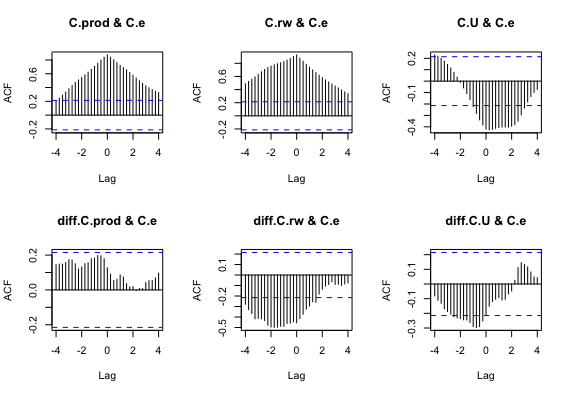 C.prod & C.e
C.rw & C.e
C.U & C.e
ACF
-0.2 0.2 0.6
-4 -2 0 2 4
Lag
ACF
-0.2 0.2 0.6
-4 -2 0 2 4
Lag
ACF
-0.4 -0.1 0.2
-4 -2 0 2 4
Lag
diff.C.prod & C.e
diff.C.rw & C.e
diff.C.U & C.e
ACF
-0.2 0.0 0.2
-4 -2 0 2 4
Lag
ACF
-0.5 -0.2 0.1
-4 -2 0 2 4
Lag
ACF
-0.3 -0.1 0.1
-4 -2 0 2 4
Lag